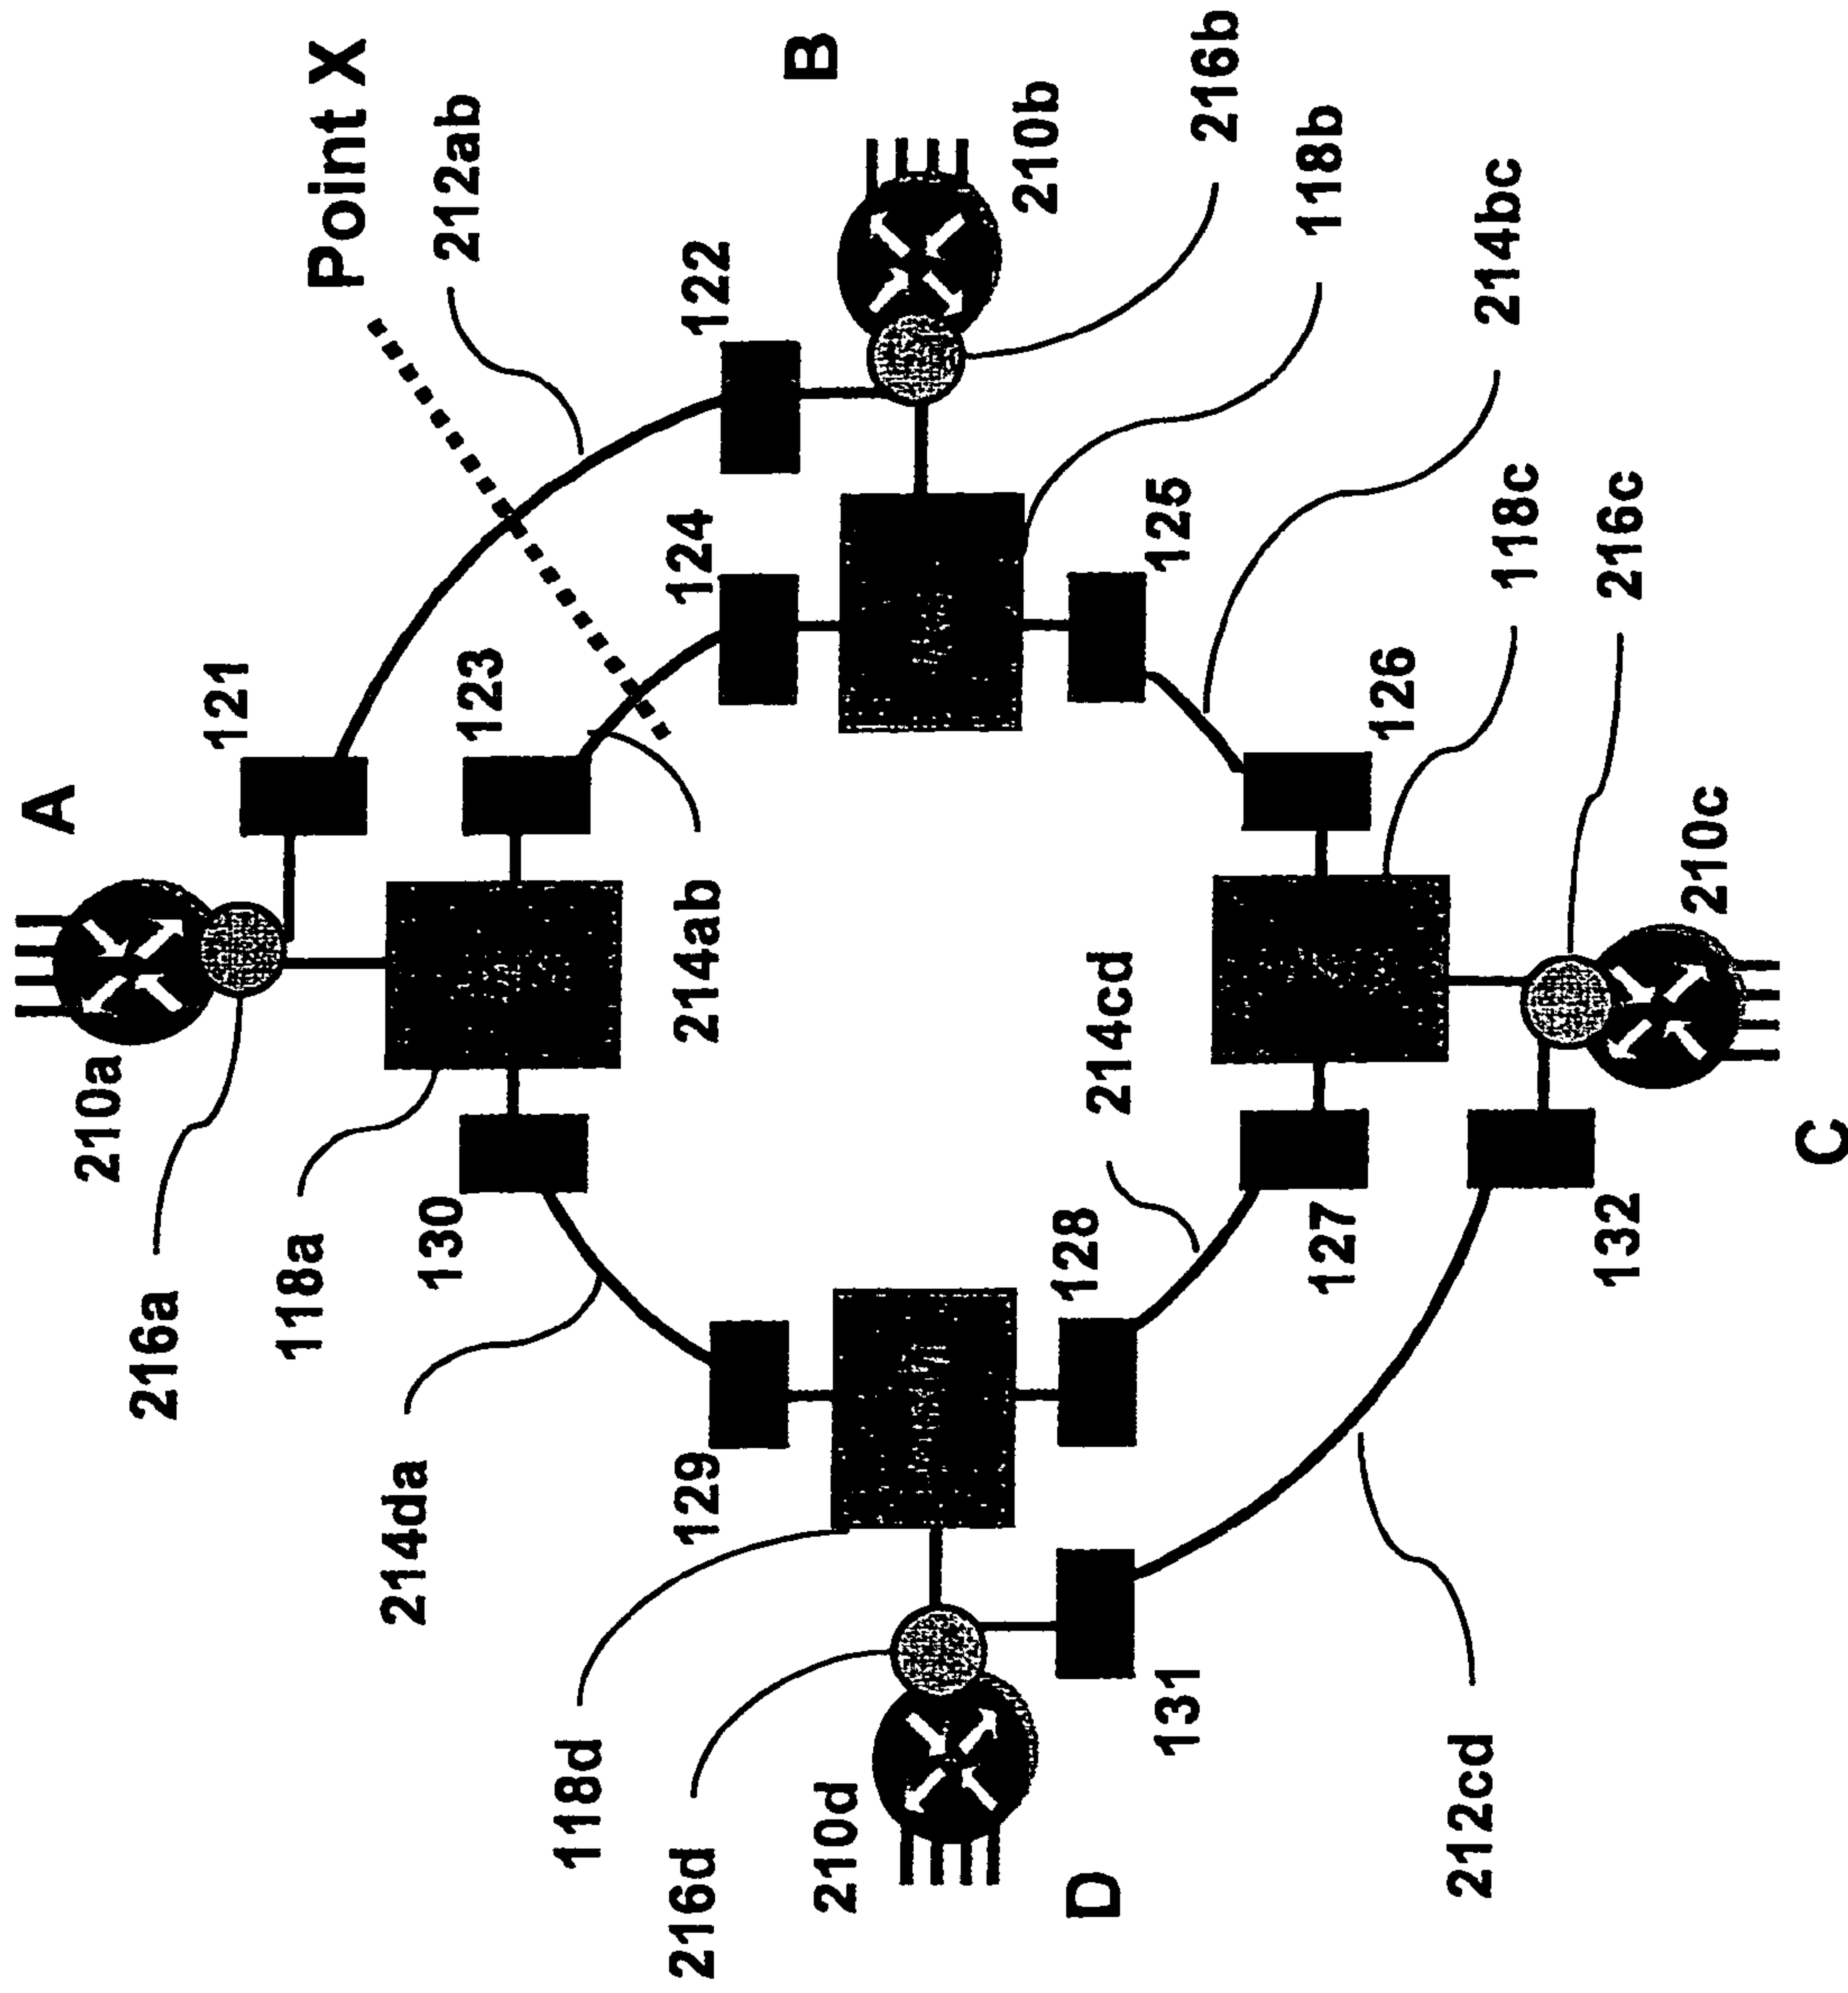 A
B
C
D
Point X
210a
216a
118a
121
123
130
214ab
212ab
122
124
210b
216b
118b
125
214bc
126
118c
216c
210c
214cd
127
132
128
129
214da
118d
216d
210d
131
212cd